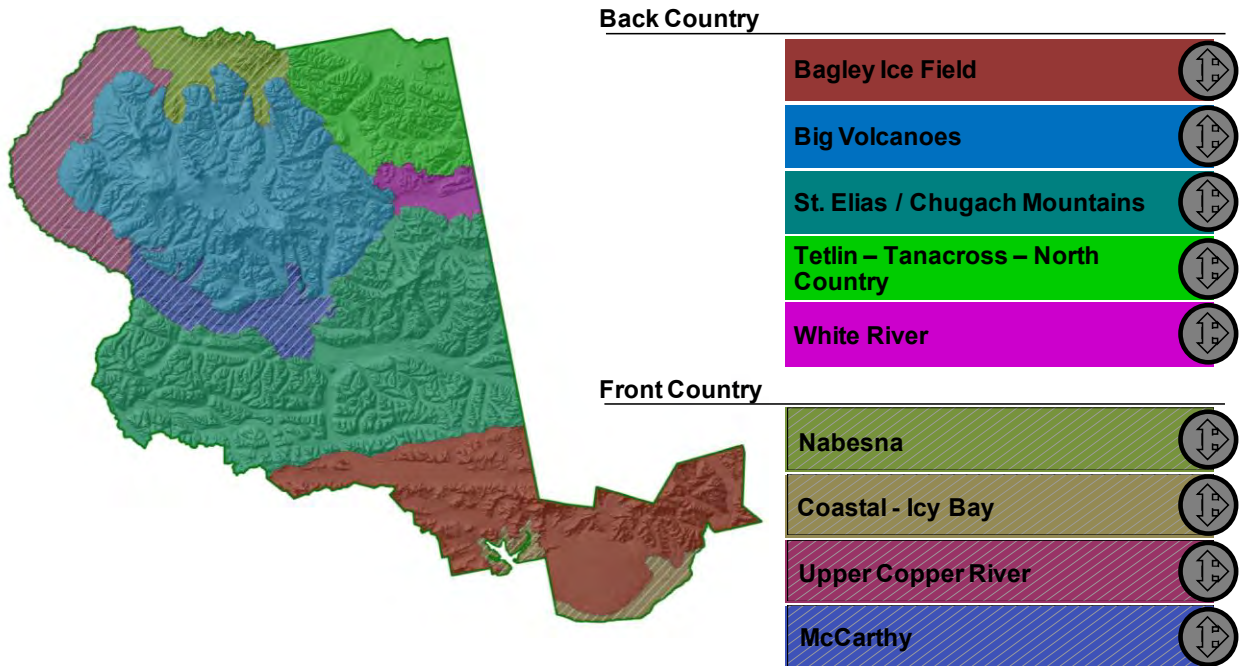 Back Country
Bagley Ice Field
Big Volcanoes
St. Elias / Chugach Mountains
Tetlin – Tanacross – North
Country
White River
Front Country
Nabesna
Coastal - Icy Bay
Upper Copper River
McCarthy